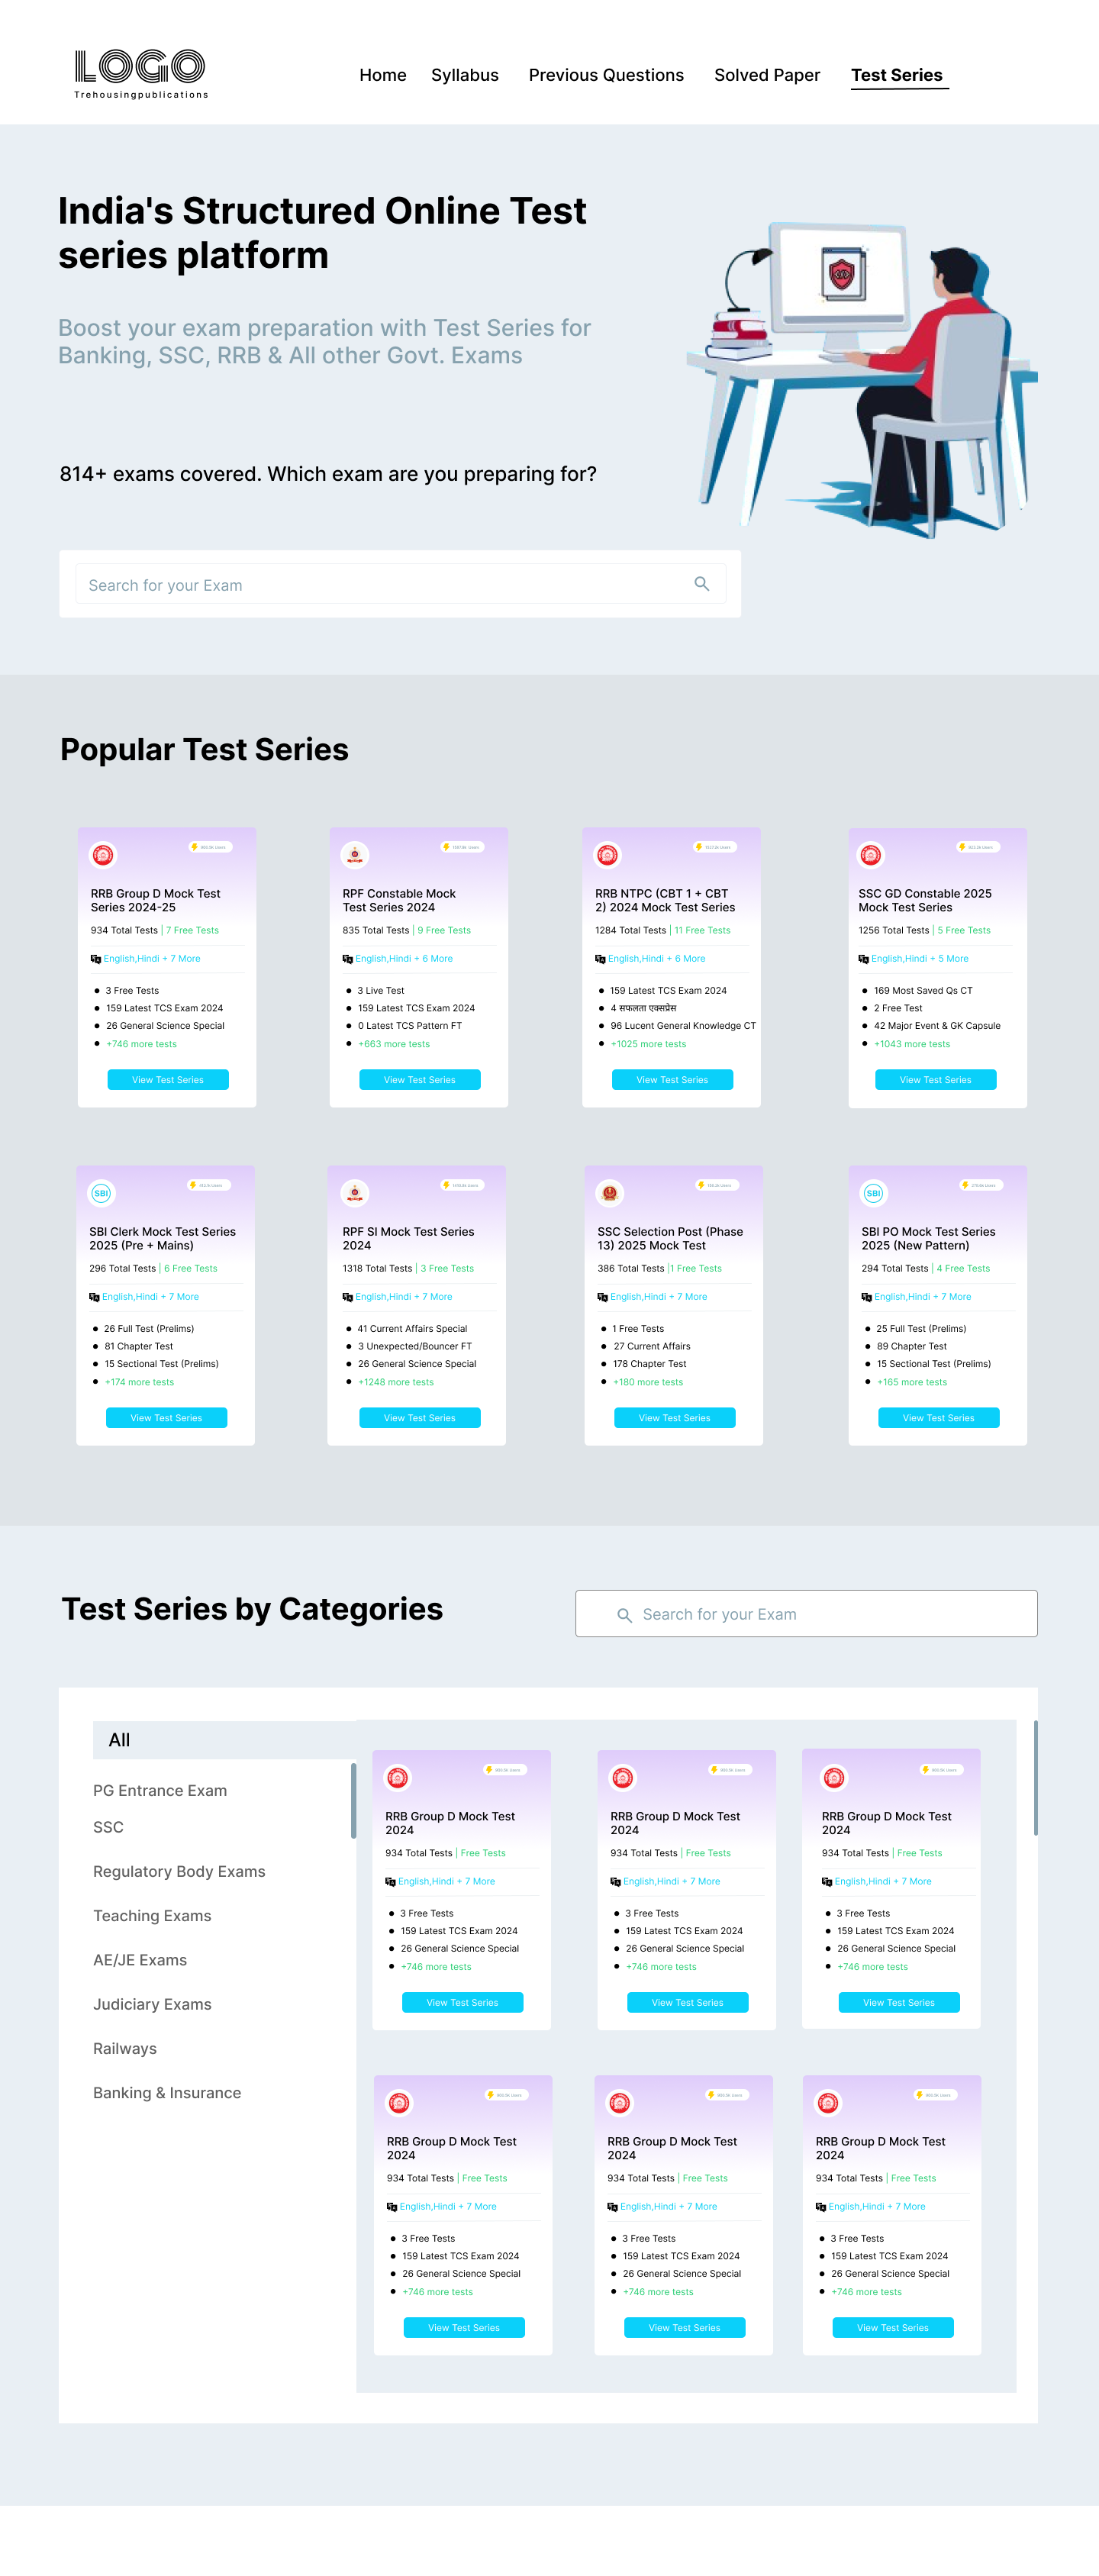 LOGO
Trehousingpublications
Home Syllabus Previous Questions Solved Paper Test Series
India's Structured Online Test
series platform
Boost your exam preparation with Test Series for
Banking, SSC, RRB & All other Govt. Exams
814+ exams covered. Which exam are you preparing for?
Search for your Exam
Popular Test Series
RRB Group D Mock Test
Series 2024-25
934 Total Tests | 7 Free Tests
English,Hindi + 7 More
3 Free Tests
159 Latest TCS Exam 2024
26 General Science Special
+746 more tests
View Test Series
RPF Constable Mock
Test Series 2024
835 Total Tests | 9 Free Tests
English,Hindi + 6 More
3 Live Test
159 Latest TCS Exam 2024
0 Latest TCS Pattern FT
+663 more tests
View Test Series
RRB NTPC (CBT 1 + CBT
2) 2024 Mock Test Series
1284 Total Tests | 11 Free Tests
English,Hindi + 6 More
159 Latest TCS Exam 2024
4 सफलता एक्सप्रेस
96 Lucent General Knowledge CT
+1025 more tests
View Test Series
SSC GD Constable 2025
Mock Test Series
1256 Total Tests | 5 Free Tests
English,Hindi + 5 More
169 Most Saved Qs CT
2 Free Test
42 Major Event & GK Capsule
+1043 more tests
View Test Series
SBI
SBI Clerk Mock Test Series
2025 (Pre + Mains)
296 Total Tests | 6 Free Tests
English,Hindi + 7 More
26 Full Test (Prelims)
81 Chapter Test
15 Sectional Test (Prelims)
+174 more tests
View Test Series
RPF SI Mock Test Series
2024
1318 Total Tests | 3 Free Tests
English,Hindi + 7 More
41 Current Affairs Special
3 Unexpected/Bouncer FT
26 General Science Special
+1248 more tests
View Test Series
SSC Selection Post (Phase
13) 2025 Mock Test
386 Total Tests |1 Free Tests
English,Hindi + 7 More
1 Free Tests
27 Current Affairs
178 Chapter Test
+180 more tests
View Test Series
SBI
SBI PO Mock Test Series
2025 (New Pattern)
294 Total Tests | 4 Free Tests
English,Hindi + 7 More
25 Full Test (Prelims)
89 Chapter Test
15 Sectional Test (Prelims)
+165 more tests
View Test Series
Test Series by Categories
Search for your Exam
All
PG Entrance Exam
SSC
Regulatory Body Exams
Teaching Exams
AE/JE Exams
Judiciary Exams
Railways
Banking & Insurance
RRB Group D Mock Test
2024
934 Total Tests | Free Tests
English,Hindi + 7 More
3 Free Tests
159 Latest TCS Exam 2024
26 General Science Special
+746 more tests
View Test Series
RRB Group D Mock Test
2024
934 Total Tests | Free Tests
English,Hindi + 7 More
3 Free Tests
159 Latest TCS Exam 2024
26 General Science Special
+746 more tests
View Test Series
RRB Group D Mock Test
2024
934 Total Tests | Free Tests
English,Hindi + 7 More
3 Free Tests
159 Latest TCS Exam 2024
26 General Science Special
+746 more tests
View Test Series
RRB Group D Mock Test
2024
934 Total Tests | Free Tests
English,Hindi + 7 More
3 Free Tests
159 Latest TCS Exam 2024
26 General Science Special
+746 more tests
View Test Series
RRB Group D Mock Test
2024
934 Total Tests | Free Tests
English,Hindi + 7 More
3 Free Tests
159 Latest TCS Exam 2024
26 General Science Special
+746 more tests
View Test Series
RRB Group D Mock Test
2024
934 Total Tests | Free Tests
English,Hindi + 7 More
3 Free Tests
159 Latest TCS Exam 2024
26 General Science Special
+746 more tests
View Test Series